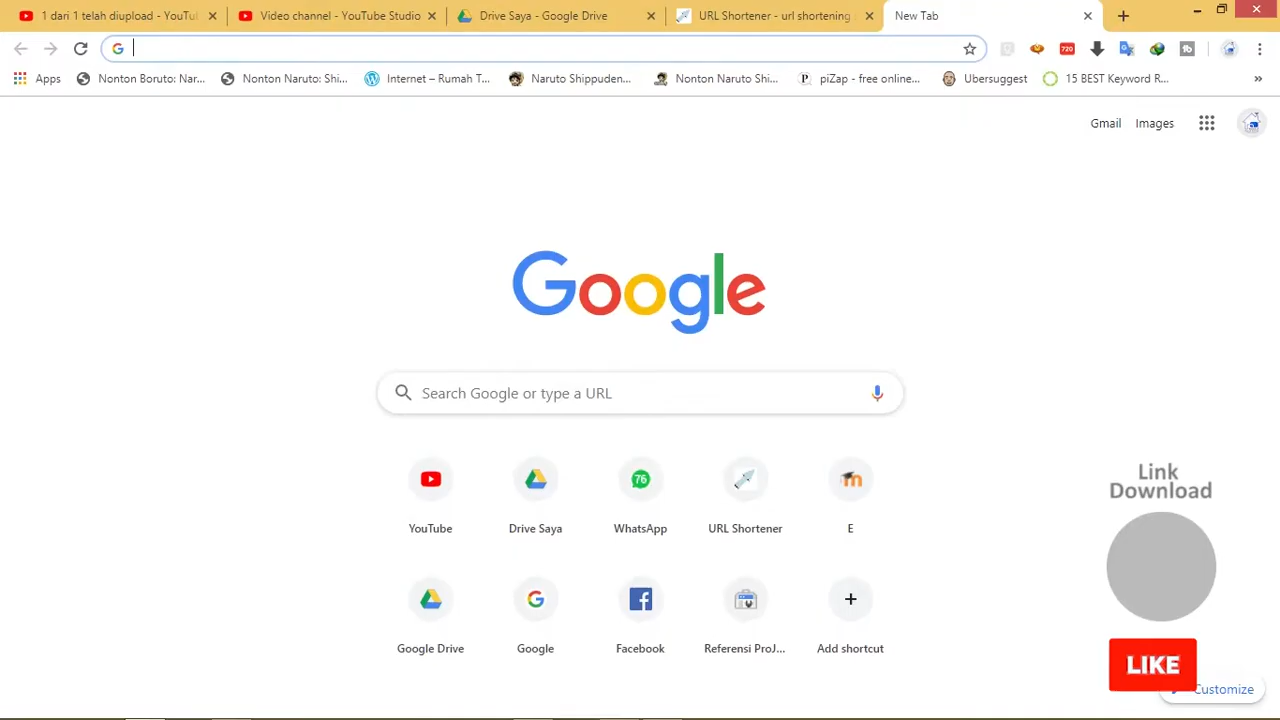 1 dari 1 telah diupload - YouTu
Video channel - YouTube Studio
Drive Saya - Google Drive
URL Shortener - url shortening
New Tab
Apps
Nonton Boruto: Nar...
Nonton Naruto: Shi...
Internet – Rumah T...
Naruto Shippuden...
Nonton Naruto Shi...
piZap - free online...
Ubersuggest
15 BEST Keyword R...
»
720
Gmail
Images
Google
Search Google or type a URL
76
YouTube
Drive Saya
WhatsApp
URL Shortener
E
Google Drive
Google
Facebook
Referensi ProJ...
Add shortcut
Link
Download
LIKE
Customize